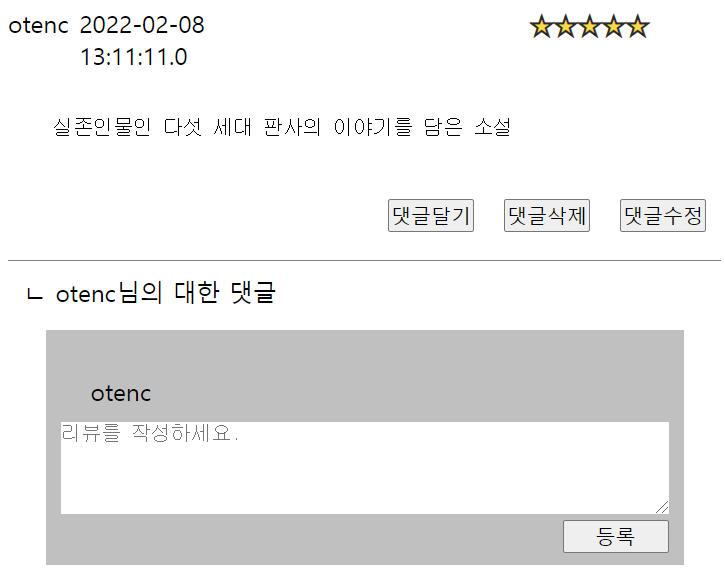 otenc 2022-02-08
13:11:11.0
실존인물인 다섯 세대 판사의 이야기를 담은 소설
댓글달기 댓글삭제 댓글수정
ㄴ otenc님의 대한 댓글
otenc
리뷰를 작성하세요.
등록